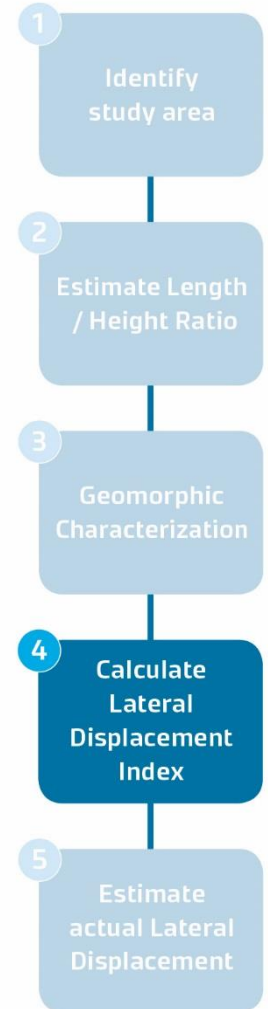 1
Identify
study area
2
Estimate Length
/ Height Ratio
3
Geomorphic
Characterization
4
Calculate
Lateral
Displacement
Index
5
Estimate
actual Lateral
Displacement